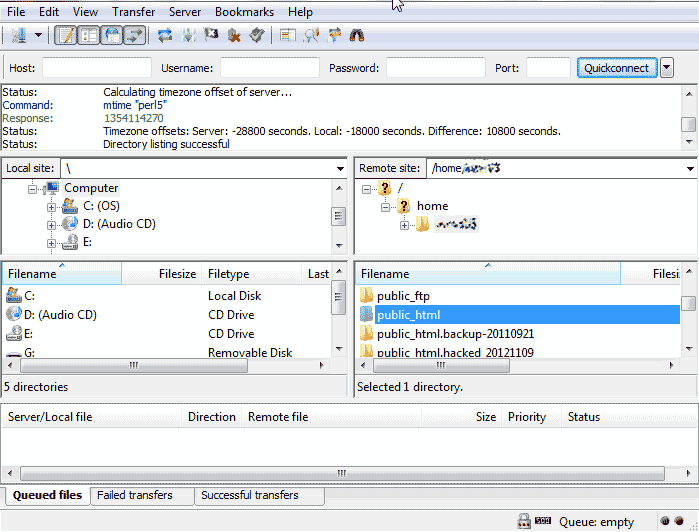 File Edit View Transfer Server Bookmarks Help
Host: Username: Password: Port: Quickconnect
Status: Calculating timezone offset of server...
Command: mtime "perl5"
Response: 1354114270
Status: Timezone offsets: Server: -28800 seconds. Local: -18000 seconds. Difference: 10800 seconds.
Status: Directory listing successful
Local site: \ Remote site: /home/
Computer
C: (OS)
D: (Audio CD)
E:
/
home
Filename Filesize Filetype Last
C: Local Disk
D: (Audio CD) CD Drive
E: CD Drive
G: Removable Disk
5 directories
Filename Filesi
public_ftp
public_html
public_html.backup-20110921
public_html.hacked_20121109
Selected 1 directory.
Server/Local file Direction Remote file Size Priority Status
Queued files Failed transfers Successful transfers
Queue: empty